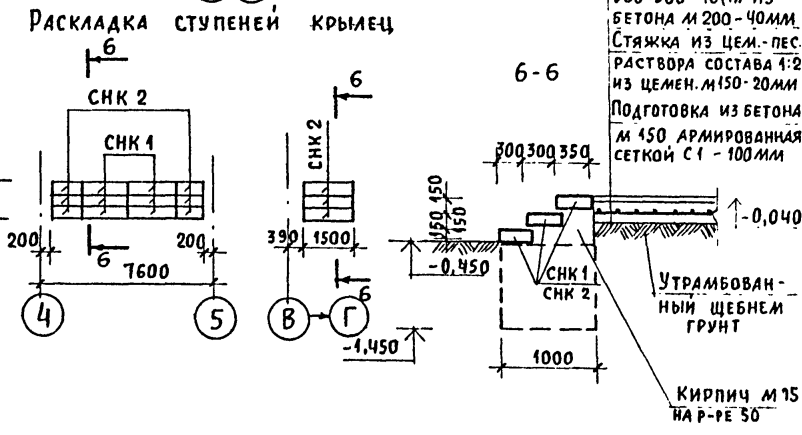 РАСКЛАДКА СТУПЕНЕЙ КРЫЛЕЦ
БЕТОНА М 200 - 40ММ
СТЯЖКА ИЗ ЦЕМ.-ПЕС.
РАСТВОРА СОСТАВА 1:2
ИЗ ЦЕМЕН. М 150 - 20ММ
ПОДГОТОВКА ИЗ БЕТОНА
М 150 АРМИРОВАННАЯ
СЕТКОЙ С1 - 100ММ
6
СНК 2
СНК 1
200
200
6
7600
4
5
6
СНК 2
390
1500
6
В
Г
6-6
300
300
350
150
150
150
-0,040
-0,450
СНК 1
СНК 2
-1,450
1000
УТРАМБОВАН-
НЫЙ ЩЕБНЕМ
ГРУНТ
КИРПИЧ М 75
НА Р-РЕ 50